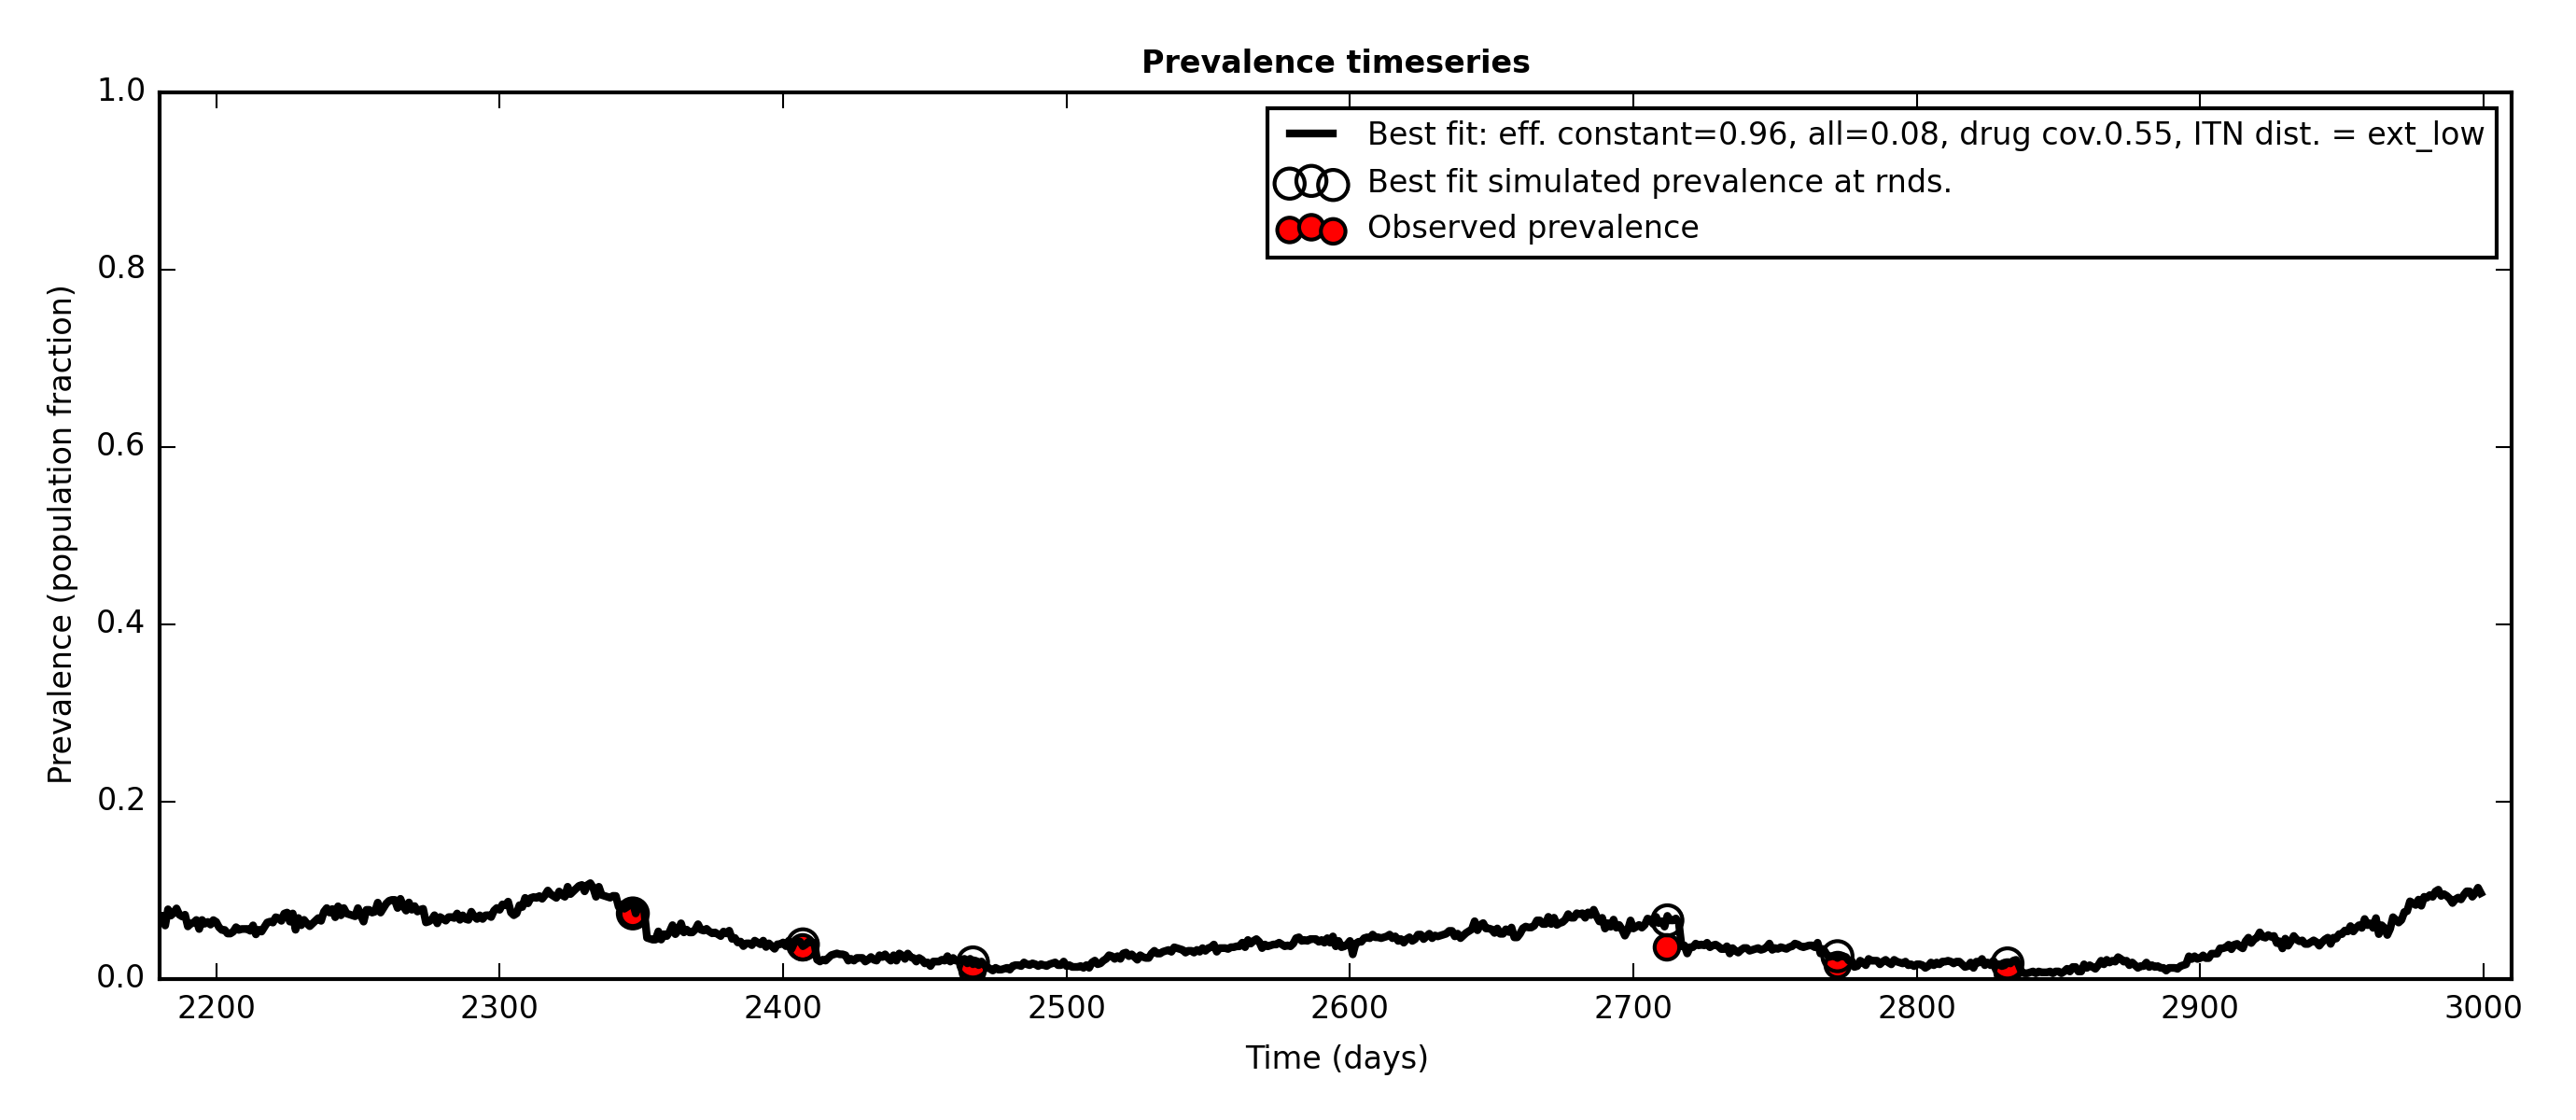 Prevalence timeseries
1.0
0.8
0.6
0.4
0.2
0.0
Prevalence (population fraction)
Best fit: eff. constant=0.96, all=0.08, drug cov.0.55, ITN dist. = ext_low
Best fit simulated prevalence at rnds.
Observed prevalence
2200 2300 2400 2500 2600 2700 2800 2900 3000
Time (days)